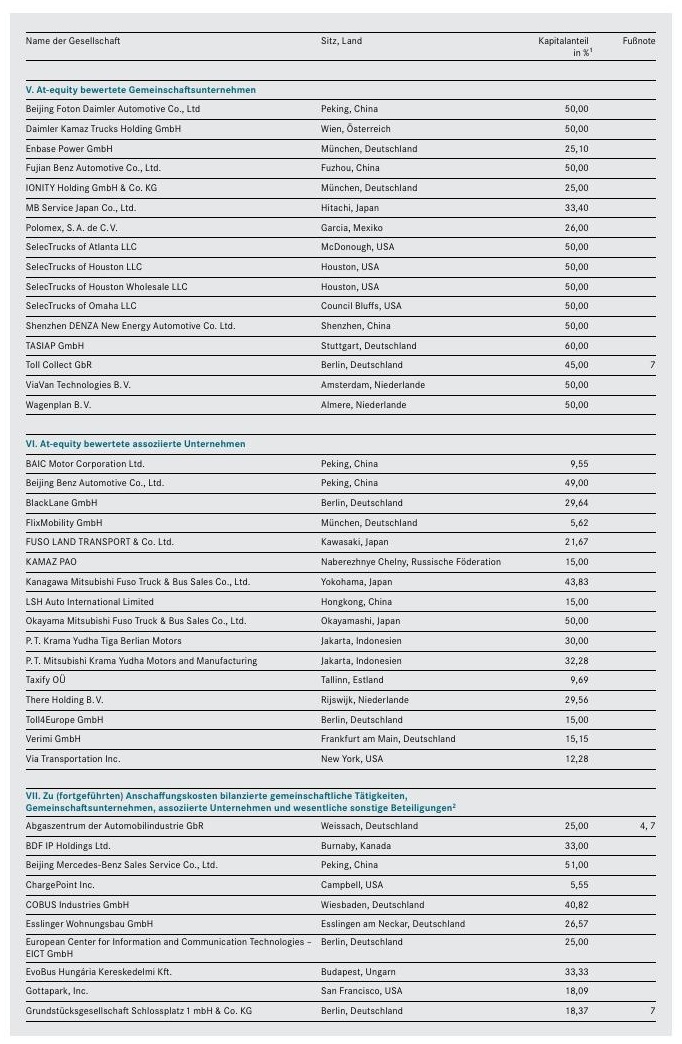 Name der Gesellschaft Sitz, Land Kapitalanteil Fußnote
in %¹
V. At-equity bewertete Gemeinschaftsunternehmen
Beijing Foton Daimler Automotive Co., Ltd Peking, China 50,00
Daimler Kamaz Trucks Holding GmbH Wien, Österreich 50,00
Enbase Power GmbH München, Deutschland 25,10
Fujian Benz Automotive Co., Ltd. Fuzhou, China 50,00
IONITY Holding GmbH & Co. KG München, Deutschland 25,00
MB Service Japan Co., Ltd. Hitachi, Japan 33,40
Polomex, S. A. de C. V. Garcia, Mexiko 26,00
SelecTrucks of Atlanta LLC McDonough, USA 50,00
SelecTrucks of Houston LLC Houston, USA 50,00
SelecTrucks of Houston Wholesale LLC Houston, USA 50,00
SelecTrucks of Omaha LLC Council Bluffs, USA 50,00
Shenzhen DENZA New Energy Automotive Co. Ltd. Shenzhen, China 50,00
TASIAP GmbH Stuttgart, Deutschland 60,00
Toll Collect GbR Berlin, Deutschland 45,00 7
ViaVan Technologies B. V. Amsterdam, Niederlande 50,00
Wagenplan B. V. Almere, Niederlande 50,00
VI. At-equity bewertete assoziierte Unternehmen
BAIC Motor Corporation Ltd. Peking, China 9,55
Beijing Benz Automotive Co., Ltd. Peking, China 49,00
BlackLane GmbH Berlin, Deutschland 29,64
FlixMobility GmbH München, Deutschland 5,62
FUSO LAND TRANSPORT & Co. Ltd. Kawasaki, Japan 21,67
KAMAZ PAO Naberezhnye Chelny, Russische Föderation 15,00
Kanagawa Mitsubishi Fuso Truck & Bus Sales Co., Ltd. Yokohama, Japan 43,83
LSH Auto International Limited Hongkong, China 15,00
Okayama Mitsubishi Fuso Truck & Bus Sales Co., Ltd. Okayamashi, Japan 50,00
P. T. Krama Yudha Tiga Berlian Motors Jakarta, Indonesien 30,00
P. T. Mitsubishi Krama Yudha Motors and Manufacturing Jakarta, Indonesien 32,28
Taxify OÜ Tallinn, Estland 9,69
There Holding B. V. Rijswijk, Niederlande 29,56
Toll4Europe GmbH Berlin, Deutschland 15,00
Verimi GmbH Frankfurt am Main, Deutschland 15,15
Via Transportation Inc. New York, USA 12,28
VII. Zu (fortgeführten) Anschaffungskosten bilanzierte gemeinschaftliche Tätigkeiten,
Gemeinschaftsunternehmen, assoziierte Unternehmen und wesentliche sonstige Beteiligungen²
Abgaszentrum der Automobilindustrie GbR Weissach, Deutschland 25,00 4, 7
BDF IP Holdings Ltd. Burnaby, Kanada 33,00
Beijing Mercedes-Benz Sales Service Co., Ltd. Peking, China 51,00
ChargePoint Inc. Campbell, USA 5,55
COBUS Industries GmbH Wiesbaden, Deutschland 40,82
Esslinger Wohnungsbau GmbH Esslingen am Neckar, Deutschland 26,57
European Center for Information and Communication Technologies – Berlin, Deutschland 25,00
EICT GmbH
EvoBus Hungária Kereskedelmi Kft. Budapest, Ungarn 33,33
Gottapark, Inc. San Francisco, USA 18,09
Grundstücksgesellschaft Schlossplatz 1 mbH & Co. KG Berlin, Deutschland 18,37 7